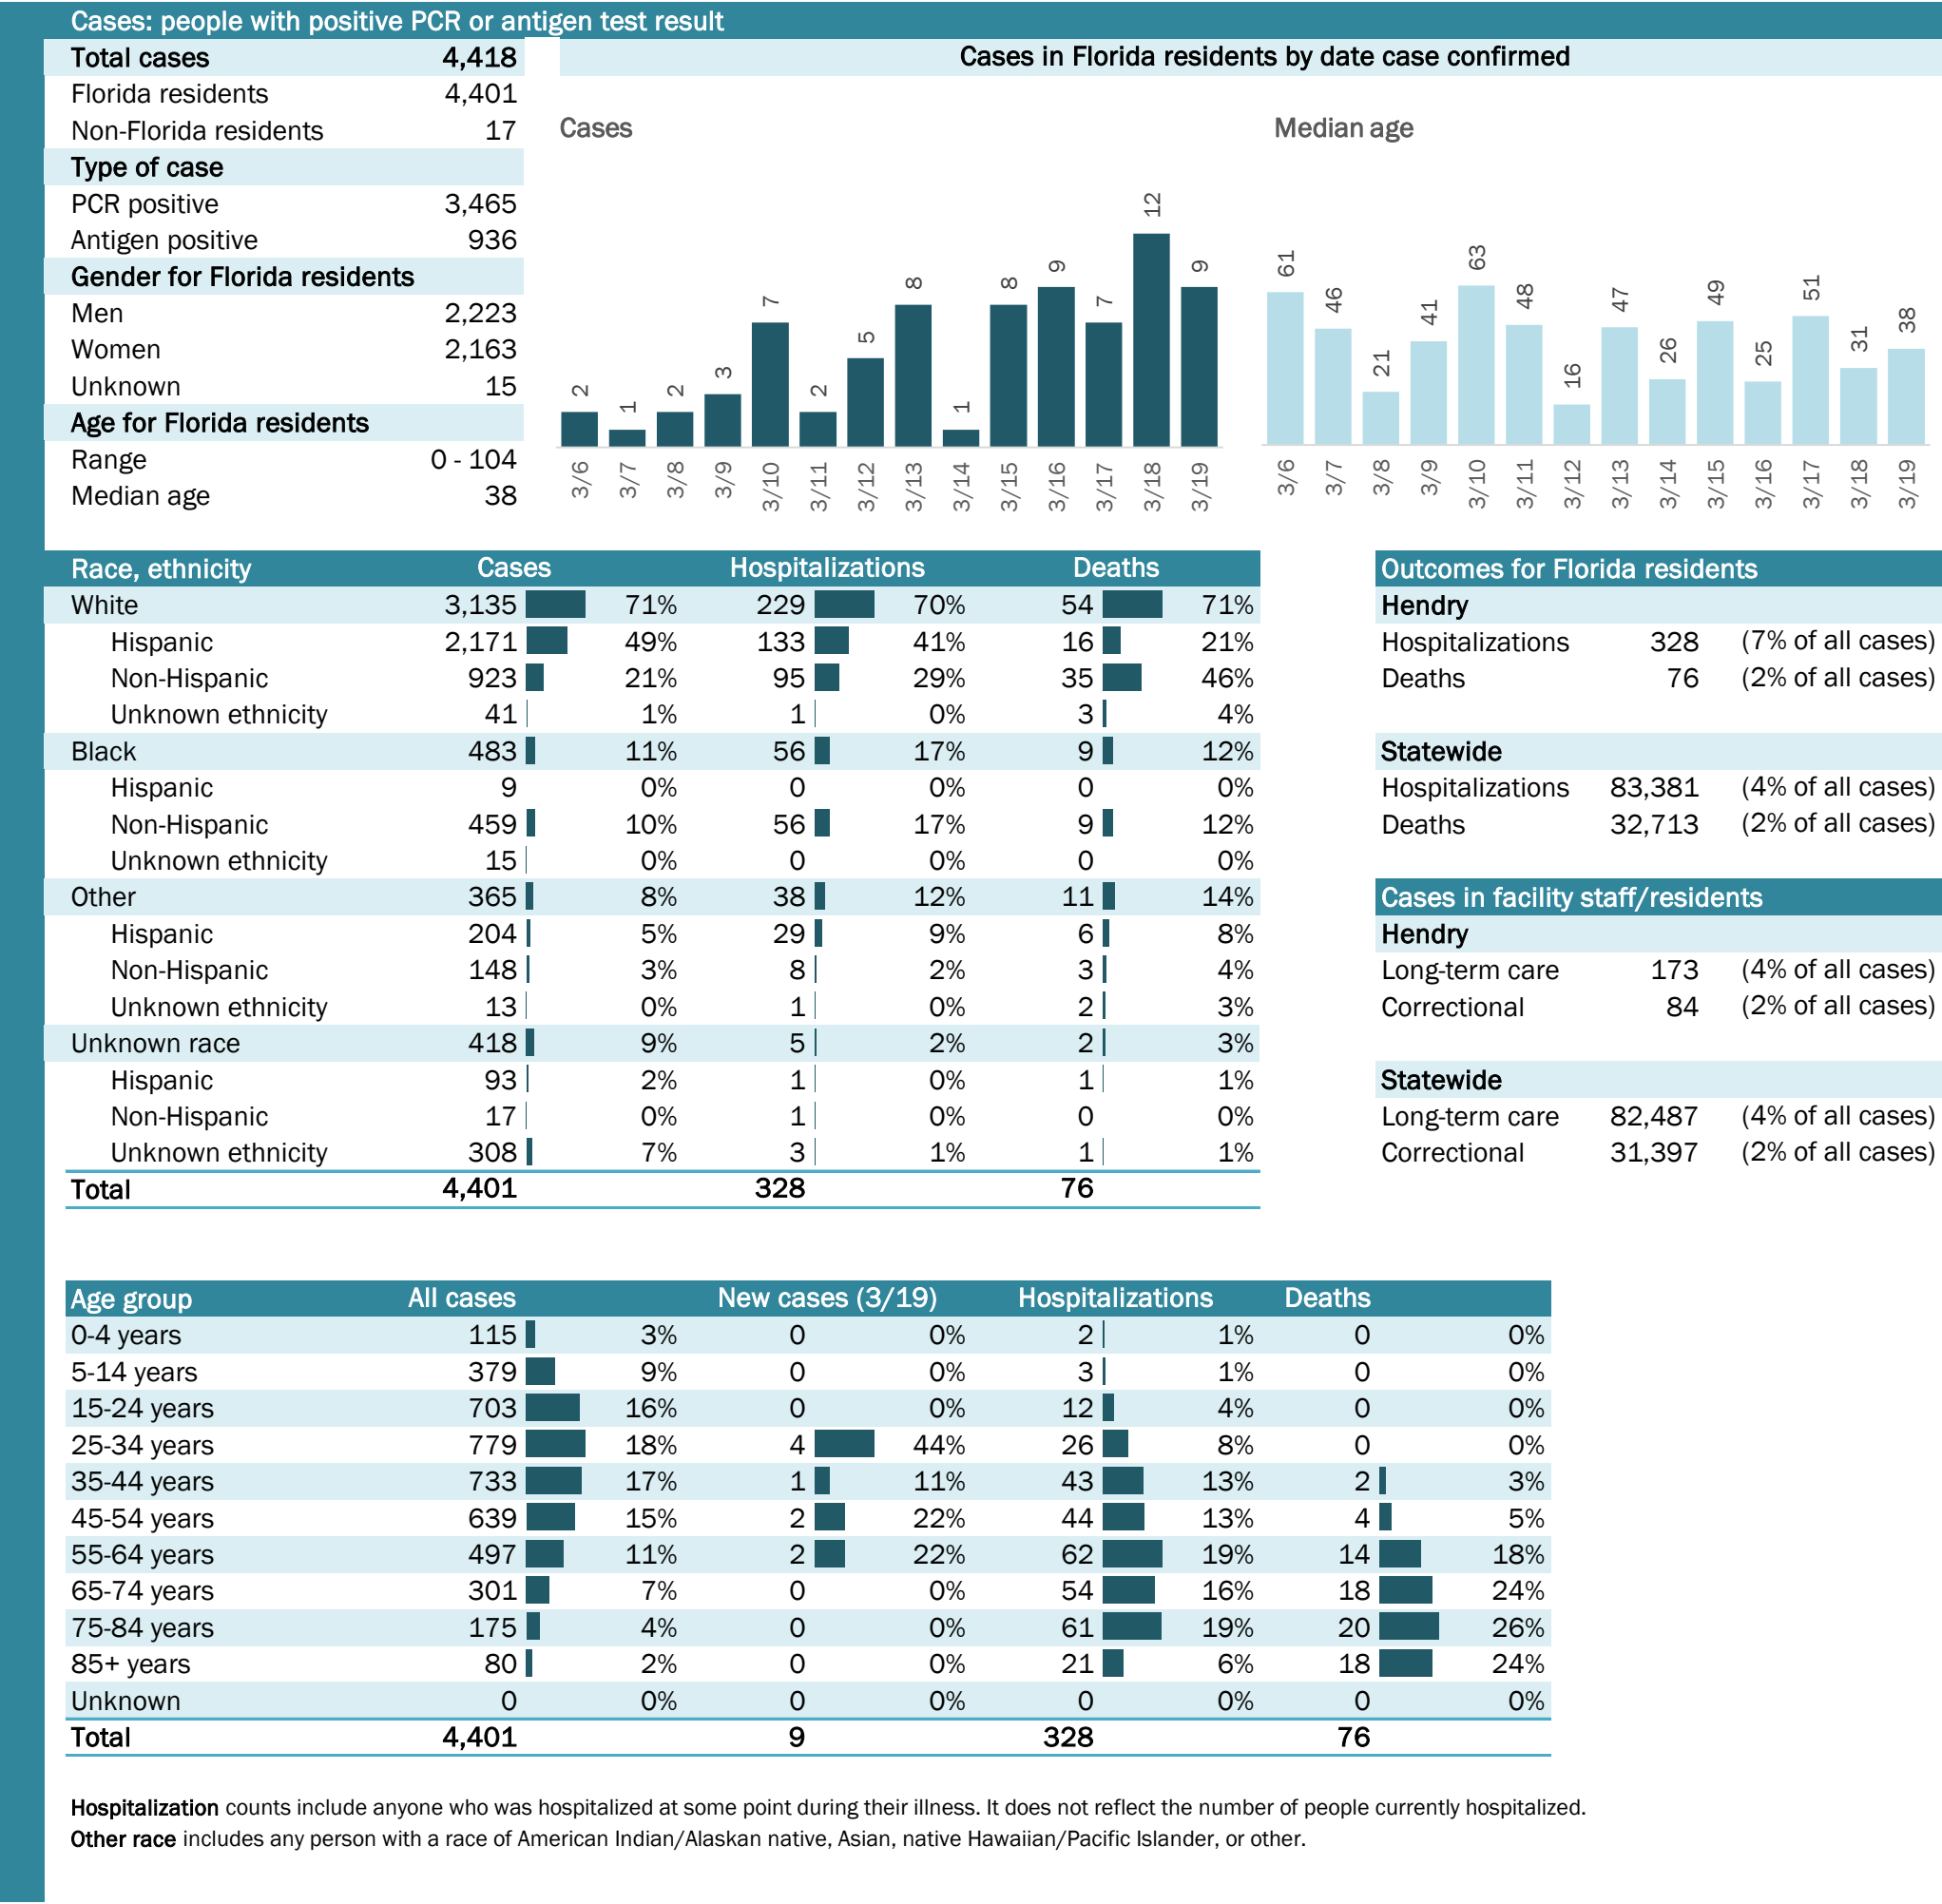 Cases: people with positive PCR or antigen test result
Total cases 4,418
Florida residents 4,401
Non-Florida residents 17
Type of case
PCR positive 3,465
Antigen positive 936
Gender for Florida residents
Men 2,223
Women 2,163
Unknown 15
Age for Florida residents
Range 0 - 104
Median age 38
Cases in Florida residents by date case confirmed
Cases
2 1 2 3 7 2 5 8 1 8 9 7 12 9
3/6 3/7 3/8 3/9 3/10 3/11 3/12 3/13 3/14 3/15 3/16 3/17 3/18 3/19
Median age
61 46 21 41 63 48 16 47 26 49 25 51 31 38
3/6 3/7 3/8 3/9 3/10 3/11 3/12 3/13 3/14 3/15 3/16 3/17 3/18 3/19
Race, ethnicity Cases Hospitalizations Deaths
White 3,135 71% 229 70% 54 71%
Hispanic 2,171 49% 133 41% 16 21%
Non-Hispanic 923 21% 95 29% 35 46%
Unknown ethnicity 41 1% 1 0% 3 4%
Black 483 11% 56 17% 9 12%
Hispanic 9 0% 0 0% 0 0%
Non-Hispanic 459 10% 56 17% 9 12%
Unknown ethnicity 15 0% 0 0% 0 0%
Other 365 8% 38 12% 11 14%
Hispanic 204 5% 29 9% 6 8%
Non-Hispanic 148 3% 8 2% 3 4%
Unknown ethnicity 13 0% 1 0% 2 3%
Unknown race 418 9% 5 2% 2 3%
Hispanic 93 2% 1 0% 1 1%
Non-Hispanic 17 0% 1 0% 0 0%
Unknown ethnicity 308 7% 3 1% 1 1%
Total 4,401 328 76
Outcomes for Florida residents
Hendry
Hospitalizations 328 (7% of all cases)
Deaths 76 (2% of all cases)
Statewide
Hospitalizations 83,381 (4% of all cases)
Deaths 32,713 (2% of all cases)
Cases in facility staff/residents
Hendry
Long-term care 173 (4% of all cases)
Correctional 84 (2% of all cases)
Statewide
Long-term care 82,487 (4% of all cases)
Correctional 31,397 (2% of all cases)
Age group All cases New cases (3/19) Hospitalizations Deaths
0-4 years 115 3% 0 0% 2 1% 0 0%
5-14 years 379 9% 0 0% 3 1% 0 0%
15-24 years 703 16% 0 0% 12 4% 0 0%
25-34 years 779 18% 4 44% 26 8% 0 0%
35-44 years 733 17% 1 11% 43 13% 2 3%
45-54 years 639 15% 2 22% 44 13% 4 5%
55-64 years 497 11% 2 22% 62 19% 14 18%
65-74 years 301 7% 0 0% 54 16% 18 24%
75-84 years 175 4% 0 0% 61 19% 20 26%
85+ years 80 2% 0 0% 21 6% 18 24%
Unknown 0 0% 0 0% 0 0% 0 0%
Total 4,401 9 328 76
Hospitalization counts include anyone who was hospitalized at some point during their illness. It does not reflect the number of people currently hospitalized.
Other race includes any person with a race of American Indian/Alaskan native, Asian, native Hawaiian/Pacific Islander, or other.